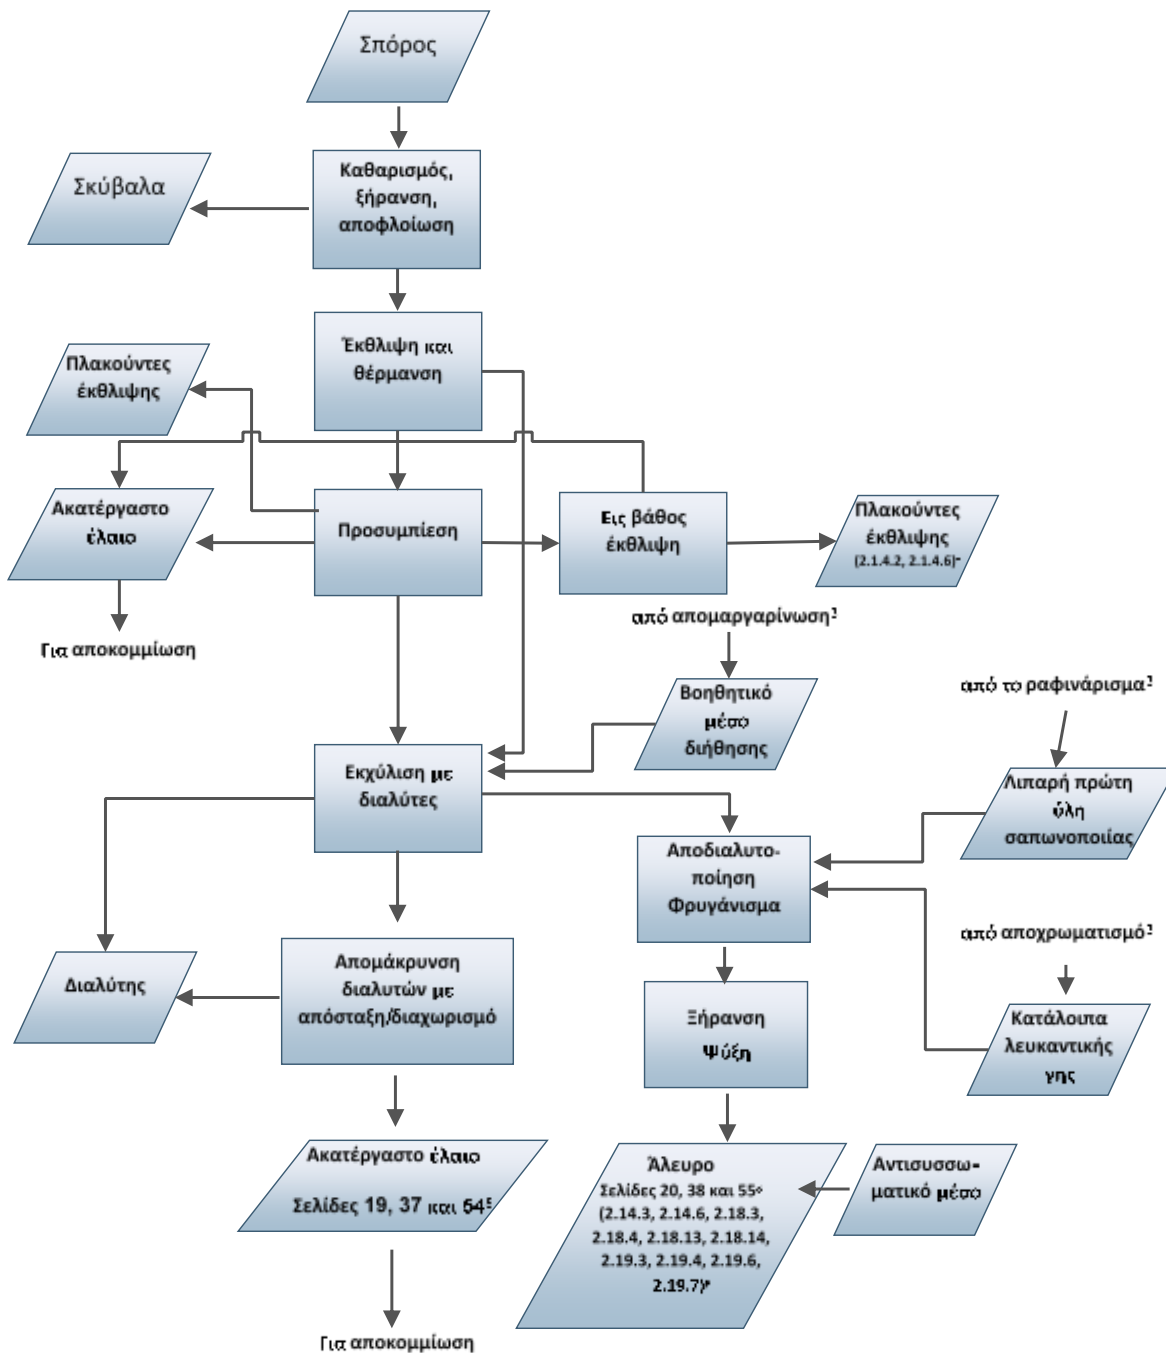 Σπόρος
Καθαρισμός,
ξήρανση,
αποφλοίωση
Σκύβαλα
Έκθλιψη και
θέρμανση
Πλακούντες
έκθλιψης
Ακατέργαστο
έλαιο
Προσυμπίεση
Εις βάθος
έκθλιψη
Πλακούντες
έκθλιψης
(2.1.4.2, 2.1.4.6)
Για αποκομμίωση
από απομαργαρίνωση³
Βοηθητικό
μέσο
διήθησης
από το ραφινάρισμα³
Λιπαρή πρώτη
ύλη
σαπωνοποιίας
Εκχύλιση με
διαλύτες
Αποδιαλυτο-
ποίηση
Φρυγάνισμα
από αποχρωματισμό³
Διαλύτης
Απομάκρυνση
διαλυτών με
απόσταξη/διαχωρισμό
Ξήρανση
Ψύξη
Κατάλοιπα
λευκαντικής
γης
Ακατέργαστο έλαιο
Σελίδες 19, 37 και 54
Άλευρο
Σελίδες 20, 38 και 55
(2.14.3, 2.14.6, 2.18.3,
2.18.4, 2.18.13, 2.18.14,
2.19.3, 2.19.4, 2.19.6,
2.19.7)
Αντισυσσω-
ματικό μέσο
Για αποκομμίωση